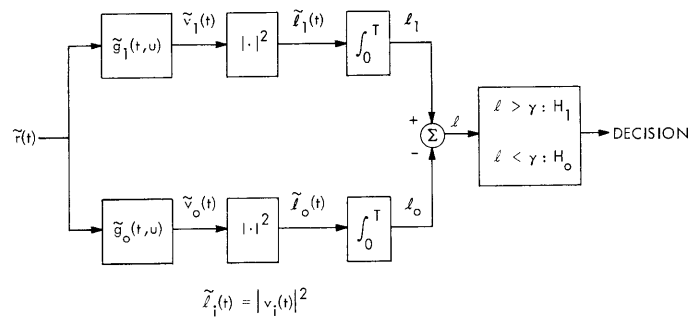 ṽ₁(t)
ℓ̃₁(t)
ℓ₁
g̃₁(t,u)
|·|²
∫₀ᵀ
+
ℓ
ℓ > γ : H₁
r̃(t)
Σ
DECISION
-
ℓ < γ : H₀
ṽ₀(t)
ℓ̃₀(t)
ℓ₀
g̃₀(t,u)
|·|²
∫₀ᵀ
ℓ̃ᵢ(t) = |vᵢ(t)|²